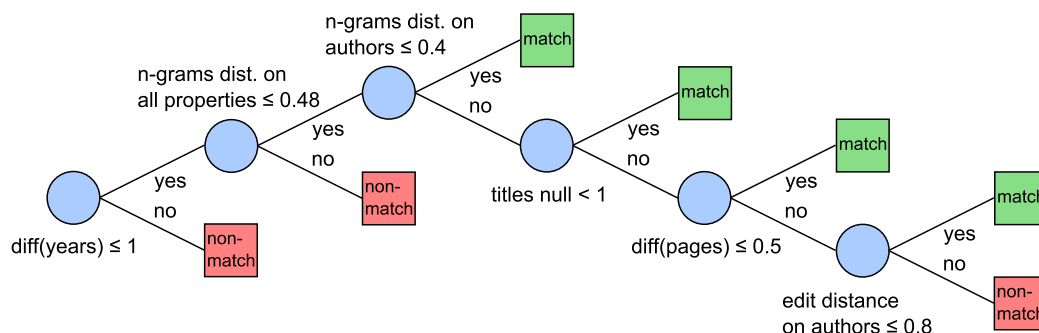 n-grams dist. on
authors ≤ 0.4
match
yes
no
n-grams dist. on
all properties ≤ 0.48
match
yes
no
match
yes
no
titles null < 1
yes
no
non-
match
match
yes
no
diff(years) ≤ 1
non-
match
diff(pages) ≤ 0.5
yes
no
edit distance
on authors ≤ 0.8
non-
match